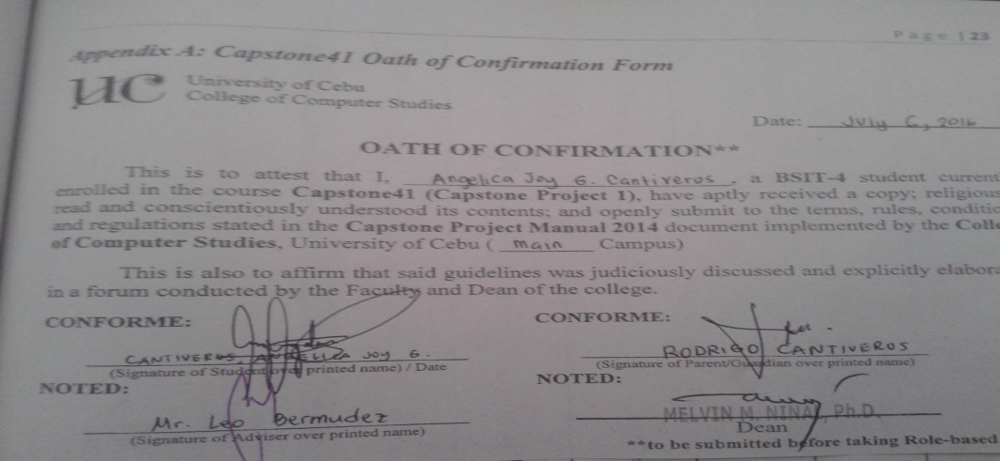 Page | 23
Appendix A: Capstone41 Oath of Confirmation Form
UC University of Cebu
College of Computer Studies
Date: July 6, 2016
OATH OF CONFIRMATION**
This is to attest that I, Angelica Joy G. Cantiveros, a BSIT-4 student current
enrolled in the course Capstone41 (Capstone Project 1), have aptly received a copy; religious
read and conscientiously understood its contents; and openly submit to the terms, rules, conditio
and regulations stated in the Capstone Project Manual 2014 document implemented by the Colle
of Computer Studies, University of Cebu ( main Campus)
This is also to affirm that said guidelines was judiciously discussed and explicitly elabora
in a forum conducted by the Faculty and Dean of the college.
CONFORME:
CANTIVEROS, ANGELICA JOY G.
(Signature of Student over printed name) / Date
NOTED:
Mr. Leo Bermudez
(Signature of Adviser over printed name)
CONFORME:
RODRIGO CANTIVEROS
(Signature of Parent/Guardian over printed name)
NOTED:
MELVIN M. NINAL, Ph.D.
Dean
**to be submitted before taking Role-based